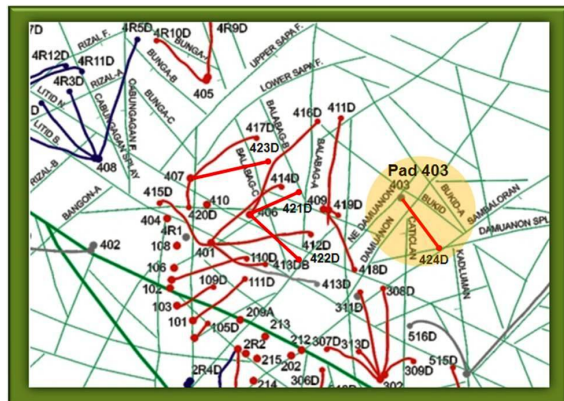 7D
RIZAL F.
4R5D
4R10D
4R9D
BUNGA-J
UPPER SAPA F.
4R12D
4R11D
BUNGA-B
4R3D
RIZAL-A
405
LOWER SAPA F.
LITID N.
CABUNGAGAN F.
CABUNGAGAN SPLAY
BUNGA-C
LITID S.
BALABAG-B
416D
411D
417D
423D
408
BALABAG-A
Pad 403
RIZAL-B
407
BALABAG-C
414D
403
BUKID-A
BANGON-A
415D
410
421D
409
419D
NE DAMUANON
BUKID
SAMBALORAN
404
420D
406
DAMUANON
CATICLAN
DAMUANON SPL
4R1
402
108
401
412D
422D
424D
KADLUMAN
110D
413DB
418D
106
102
109D
111D
413D
308D
103
311D
209A
101
105D
213
516D
2R2
212
307D
313D
215
202
309D
515D
2R4D
214
306D
302